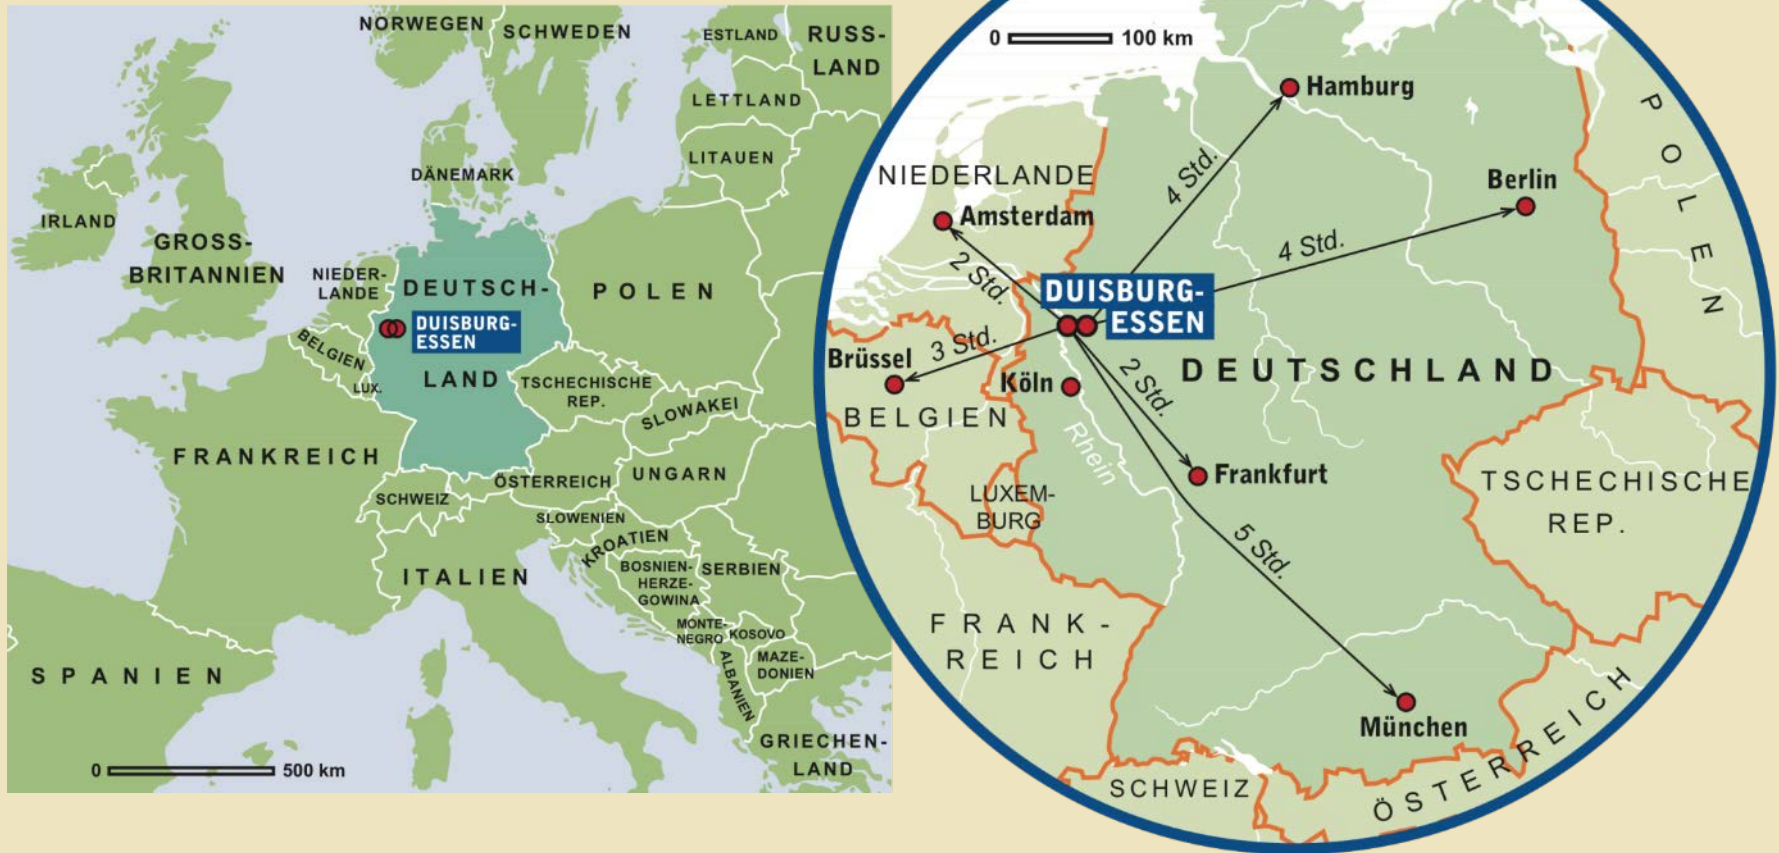 NORWEGEN
SCHWEDEN
ESTLAND
RUSS-
LAND
LETTLAND
LITAUEN
DÄNEMARK
IRLAND
GROSS-
BRITANNIEN
NIEDER-
LANDE
DEUTSCH-
LAND
POLEN
DUISBURG-
ESSEN
BELGIEN
LUX.
TSCHECHISCHE
REP.
SLOWAKEI
FRANKREICH
UNGARN
ÖSTERREICH
SCHWEIZ
SLOWENIEN
KROATIEN
ITALIEN
BOSNIEN-
HERZE-
GOWINA
SERBIEN
MONTE-
NEGRO
KOSOVO
MAZE-
DONIEN
ALBANIEN
SPANIEN
GRIECHEN-
LAND
0 500 km
0 100 km
Hamburg
POLEN
4 Std.
NIEDERLANDE
Berlin
Amsterdam
4 Std.
2 Std.
DUISBURG-
ESSEN
3 Std.
Brüssel
DEUTSCHLAND
2 Std.
Köln
BELGIEN
Rhein
Frankfurt
LUXEM-
BURG
TSCHECHISCHE
REP.
5 Std.
FRANK-
REICH
München
SCHWEIZ
ÖSTERREICH